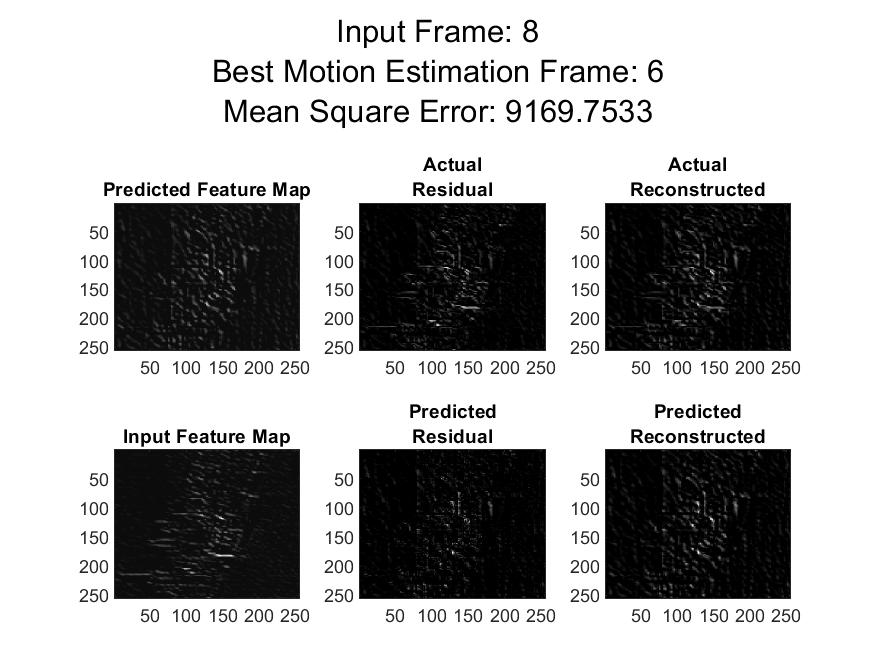 Input Frame: 8
Best Motion Estimation Frame: 6
Mean Square Error: 9169.7533
Predicted Feature Map
50
100
150
200
250
50 100 150 200 250
Actual
Residual
50
100
150
200
250
50 100 150 200 250
Actual
Reconstructed
50
100
150
200
250
50 100 150 200 250
Input Feature Map
50
100
150
200
250
50 100 150 200 250
Predicted
Residual
50
100
150
200
250
50 100 150 200 250
Predicted
Reconstructed
50
100
150
200
250
50 100 150 200 250